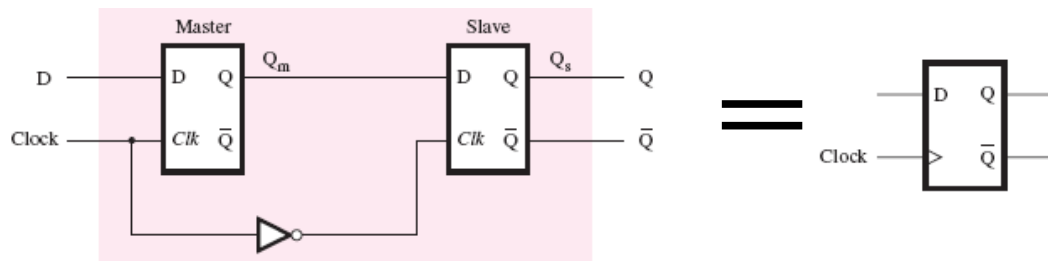 Master
Slave
D
D Q
Qm
D Q
Qs
Q
D Q
Clock
Clk Q̅
Clk Q̅
Q̅
Clock
Q̅